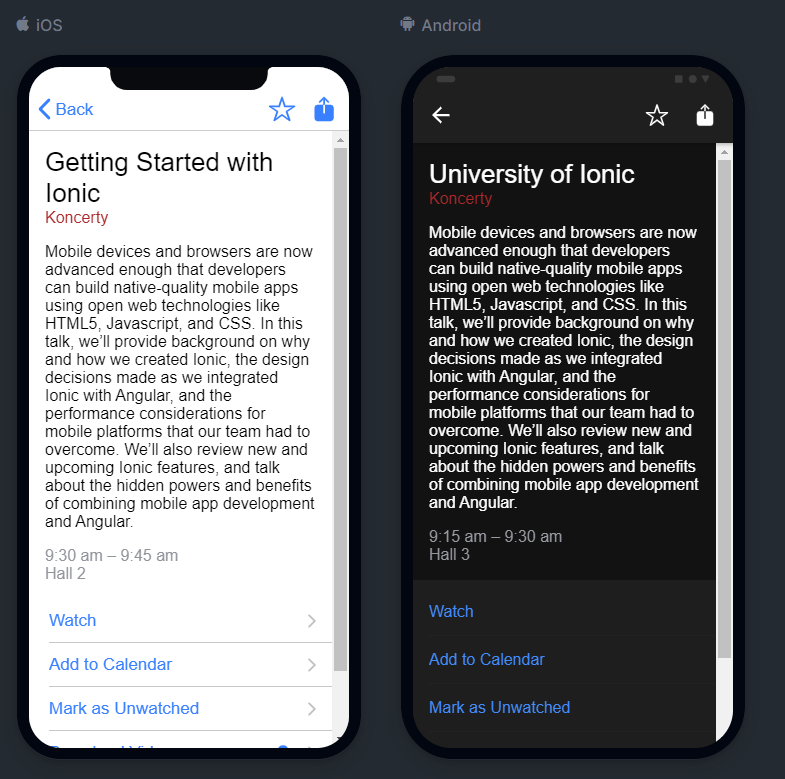 iOS
Back
Getting Started with
Ionic
Koncerty
Mobile devices and browsers are now
advanced enough that developers
can build native-quality mobile apps
using open web technologies like
HTML5, Javascript, and CSS. In this
talk, we’ll provide background on why
and how we created Ionic, the design
decisions made as we integrated
Ionic with Angular, and the
performance considerations for
mobile platforms that our team had to
overcome. We’ll also review new and
upcoming Ionic features, and talk
about the hidden powers and benefits
of combining mobile app development
and Angular.
9:30 am – 9:45 am
Hall 2
Watch
Add to Calendar
Mark as Unwatched
Android
University of Ionic
Koncerty
Mobile devices and browsers are now
advanced enough that developers
can build native-quality mobile apps
using open web technologies like
HTML5, Javascript, and CSS. In this
talk, we’ll provide background on why
and how we created Ionic, the design
decisions made as we integrated
Ionic with Angular, and the
performance considerations for
mobile platforms that our team had to
overcome. We’ll also review new and
upcoming Ionic features, and talk
about the hidden powers and benefits
of combining mobile app development
and Angular.
9:15 am – 9:30 am
Hall 3
Watch
Add to Calendar
Mark as Unwatched